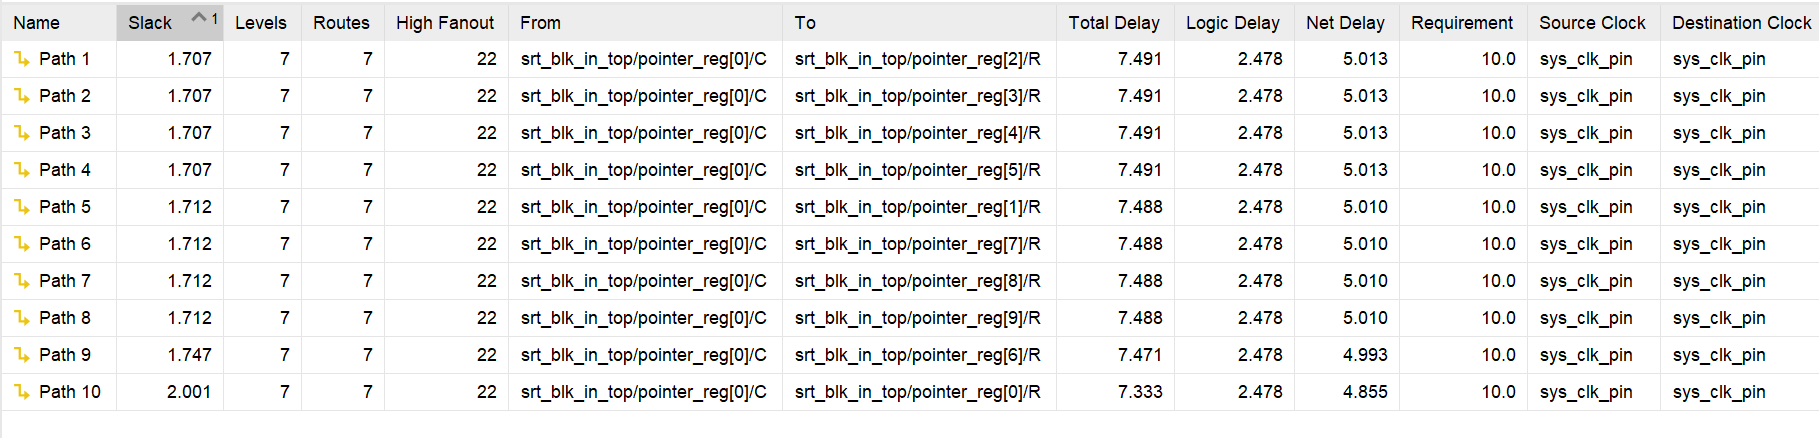 Name Slack 1 Levels Routes High Fanout From To Total Delay Logic Delay Net Delay Requirement Source Clock Destination Clock
Path 1 1.707 7 7 22 srt_blk_in_top/pointer_reg[0]/C srt_blk_in_top/pointer_reg[2]/R 7.491 2.478 5.013 10.0 sys_clk_pin sys_clk_pin
Path 2 1.707 7 7 22 srt_blk_in_top/pointer_reg[0]/C srt_blk_in_top/pointer_reg[3]/R 7.491 2.478 5.013 10.0 sys_clk_pin sys_clk_pin
Path 3 1.707 7 7 22 srt_blk_in_top/pointer_reg[0]/C srt_blk_in_top/pointer_reg[4]/R 7.491 2.478 5.013 10.0 sys_clk_pin sys_clk_pin
Path 4 1.707 7 7 22 srt_blk_in_top/pointer_reg[0]/C srt_blk_in_top/pointer_reg[5]/R 7.491 2.478 5.013 10.0 sys_clk_pin sys_clk_pin
Path 5 1.712 7 7 22 srt_blk_in_top/pointer_reg[0]/C srt_blk_in_top/pointer_reg[1]/R 7.488 2.478 5.010 10.0 sys_clk_pin sys_clk_pin
Path 6 1.712 7 7 22 srt_blk_in_top/pointer_reg[0]/C srt_blk_in_top/pointer_reg[7]/R 7.488 2.478 5.010 10.0 sys_clk_pin sys_clk_pin
Path 7 1.712 7 7 22 srt_blk_in_top/pointer_reg[0]/C srt_blk_in_top/pointer_reg[8]/R 7.488 2.478 5.010 10.0 sys_clk_pin sys_clk_pin
Path 8 1.712 7 7 22 srt_blk_in_top/pointer_reg[0]/C srt_blk_in_top/pointer_reg[9]/R 7.488 2.478 5.010 10.0 sys_clk_pin sys_clk_pin
Path 9 1.747 7 7 22 srt_blk_in_top/pointer_reg[0]/C srt_blk_in_top/pointer_reg[6]/R 7.471 2.478 4.993 10.0 sys_clk_pin sys_clk_pin
Path 10 2.001 7 7 22 srt_blk_in_top/pointer_reg[0]/C srt_blk_in_top/pointer_reg[0]/R 7.333 2.478 4.855 10.0 sys_clk_pin sys_clk_pin